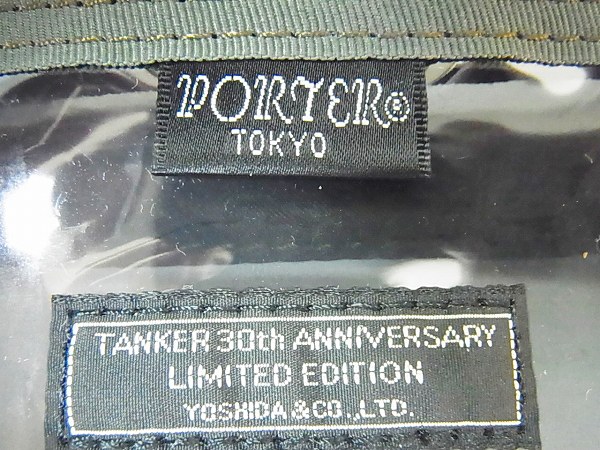 PORTER®
TOKYO
TANKER 30th ANNIVERSARY
LIMITED EDITION
YOSHIDA & CO.,LTD.